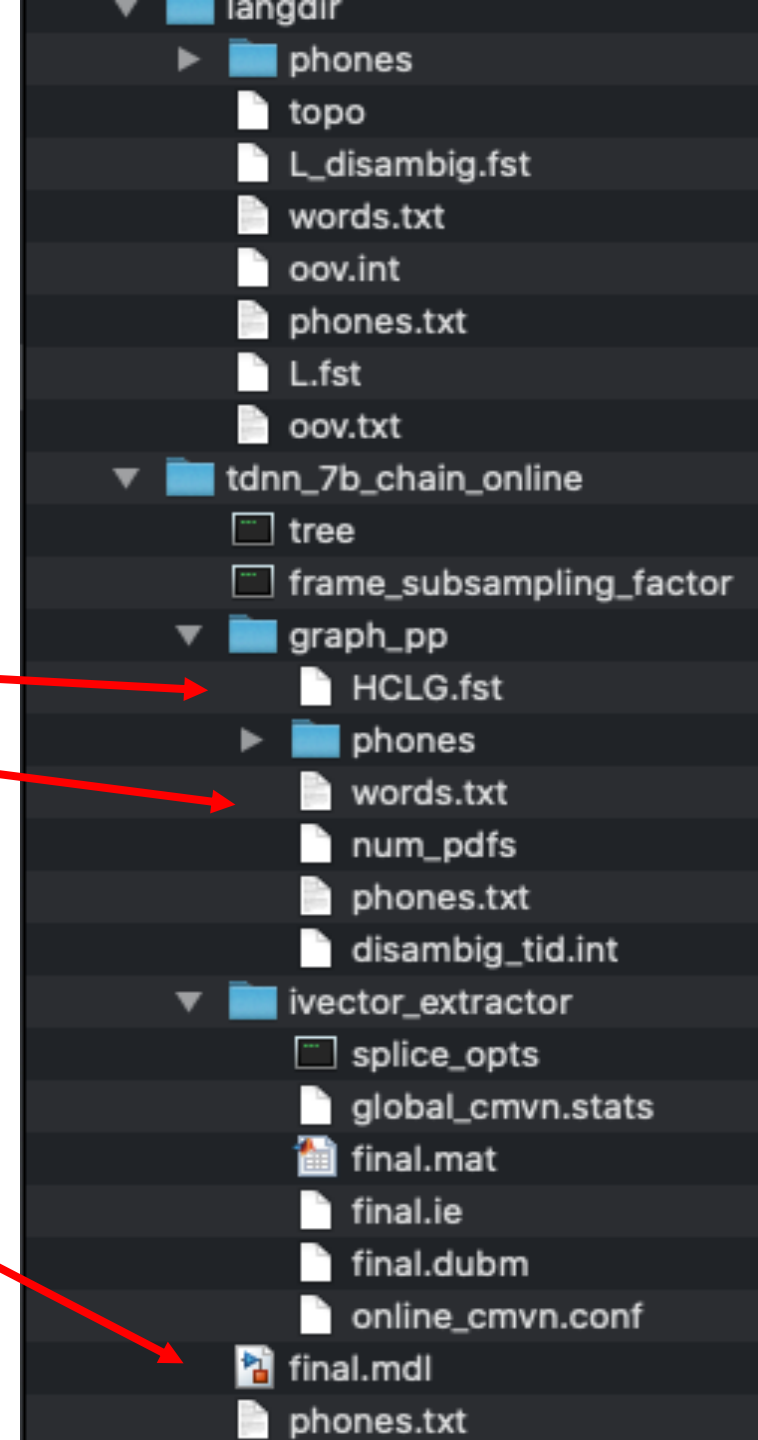 langdir
phones
topo
L_disambig.fst
words.txt
oov.int
phones.txt
L.fst
oov.txt
tdnn_7b_chain_online
tree
frame_subsampling_factor
graph_pp
HCLG.fst
phones
words.txt
num_pdfs
phones.txt
disambig_tid.int
ivector_extractor
splice_opts
global_cmvn.stats
final.mat
final.ie
final.dubm
online_cmvn.conf
final.mdl
phones.txt